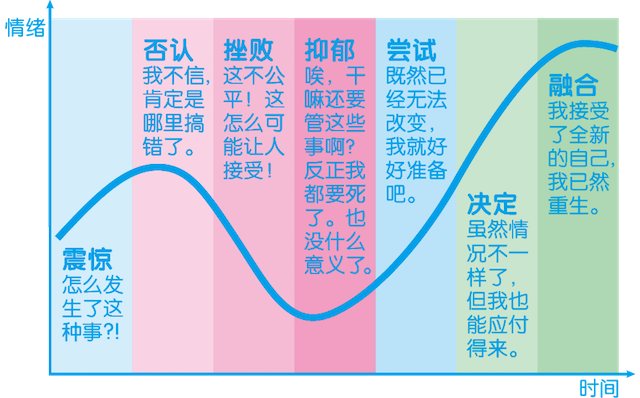 情绪
震惊
怎么发
生了这
种事?!
否认
我不信,
肯定是
哪里搞
错了。
挫败
这不公
平！这
怎么可
能让人
接受！
抑郁
唉，干
嘛还要
管这些
事啊？
反正我
都要死
了。也
没什么
意义了。
尝试
既然已
经无法
改变，
我就好
好准备
吧。
决定
虽然情
况不一
样了，
但我也
能应付
得来。
融合
我接受
了全新
的自己,
我已然
重生。
时间